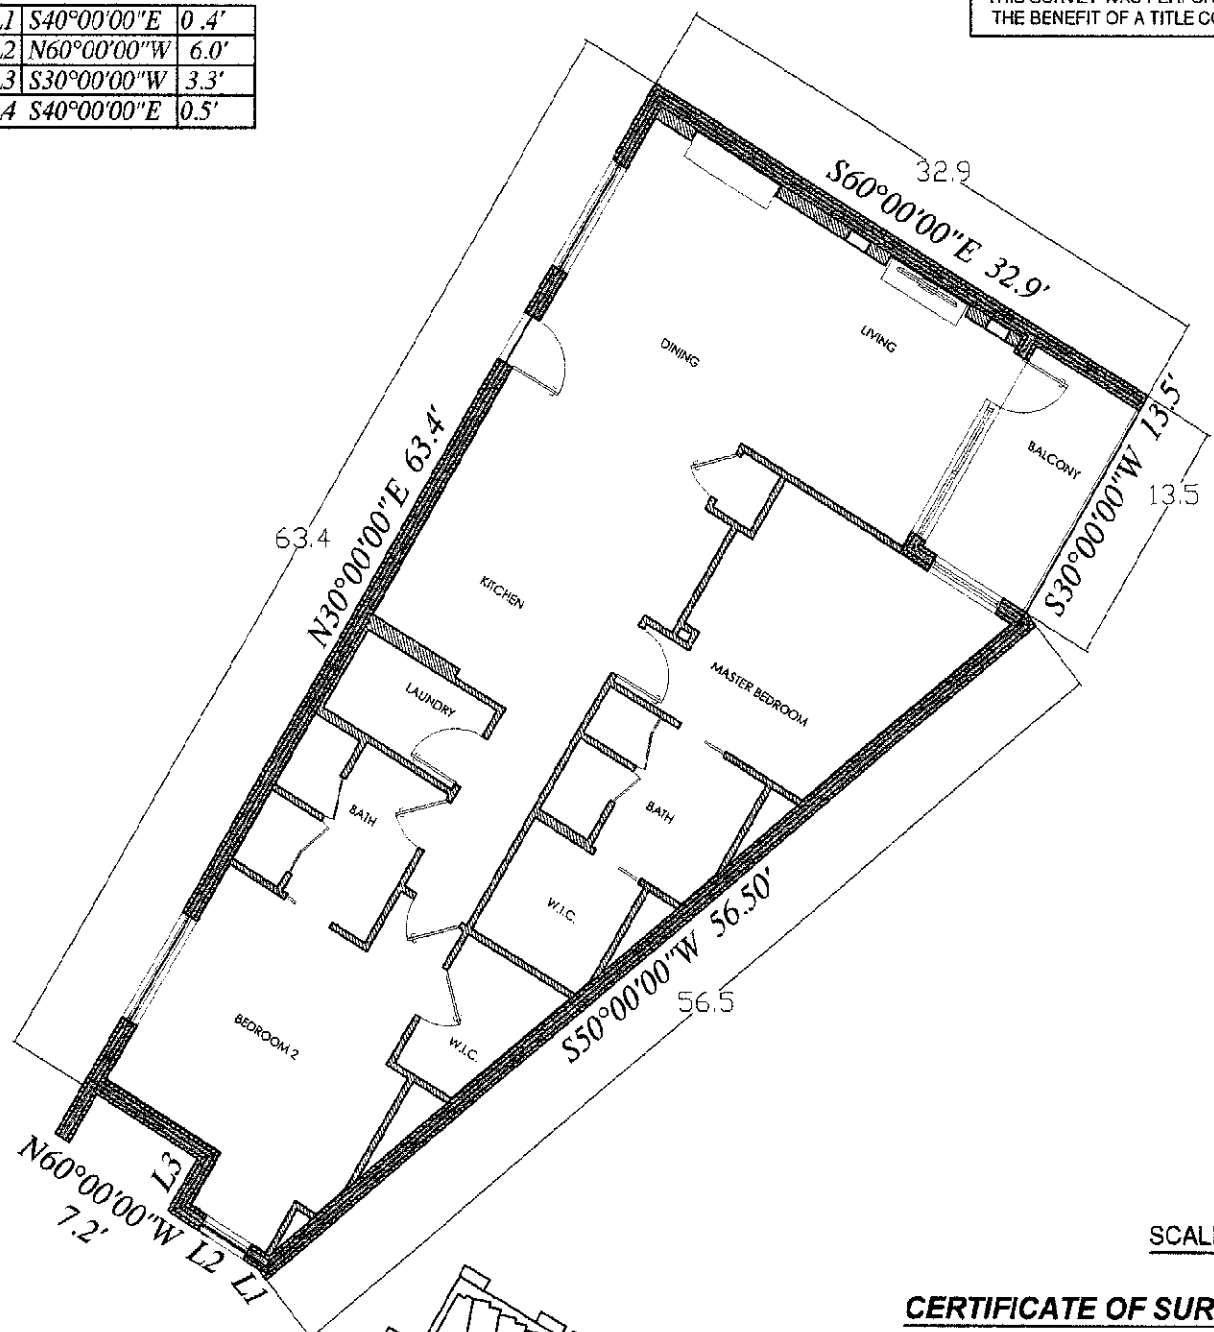 L1 S40°00'00"E 0.4'
L2 N60°00'00"W 6.0'
L3 S30°00'00"W 3.3'
L4 S40°00'00"E 0.5'
THE BENEFIT OF A TITLE
32.9
S60°00'00"E 32.9'
LIVING
DINING
BALCONY
S30°00'00"W 13.5'
13.5
63.4
N30°00'00"E 63.4'
KITCHEN
MASTER BEDROOM
LAUNDRY
BATH
BATH
W.I.C.
S50°00'00"W 56.50'
56.5
BEDROOM 2
W.I.C.
L3
N60°00'00"W
7.2'
L2
L1
SCAL
CERTIFICATE OF SUR